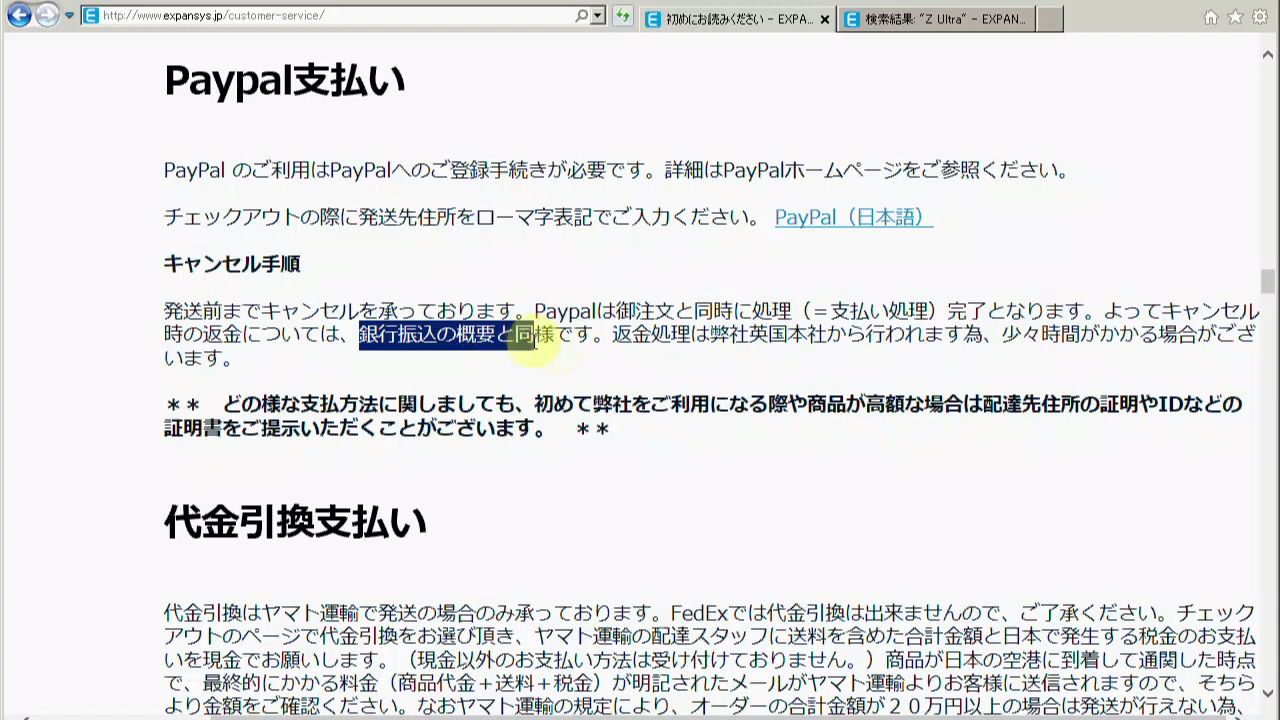 http://www.expansys.jp/customer-service/
初めにお読みください - EXPA...
検索結果: "Z Ultra" - EXPAN...
Paypal支払い
PayPal のご利用はPayPalへのご登録手続きが必要です。詳細はPayPalホームページをご参照ください。
チェックアウトの際に発送先住所をローマ字表記でご入力ください。 PayPal（日本語）
キャンセル手順
発送前までキャンセルを承っております。Paypalは御注文と同時に処理（＝支払い処理）完了となります。よってキャンセル
時の返金については、銀行振込の概要と同様です。返金処理は弊社英国本社から行われます為、少々時間がかかる場合がござ
います。
＊＊　どの様な支払方法に関しましても、初めて弊社をご利用になる際や商品が高額な場合は配達先住所の証明やIDなどの
証明書をご提示いただくことがございます。　＊＊
代金引換支払い
代金引換はヤマト運輸で発送の場合のみ承っております。FedExでは代金引換は出来ませんので、ご了承ください。チェック
アウトのページで代金引換をお選び頂き、ヤマト運輸の配達スタッフに送料を含めた合計金額と日本で発生する税金のお支払
いを現金でお願いします。（現金以外のお支払い方法は受け付けておりません。）商品が日本の空港に到着して通関した時点
で、最終的にかかる料金（商品代金＋送料＋税金）が明記されたメールがヤマト運輸よりお客様に送信されますので、そちら
より金額をご確認ください。なおヤマト運輸の規定により、オーダーの合計金額が２０万円以上の場合は発送が行えない為、